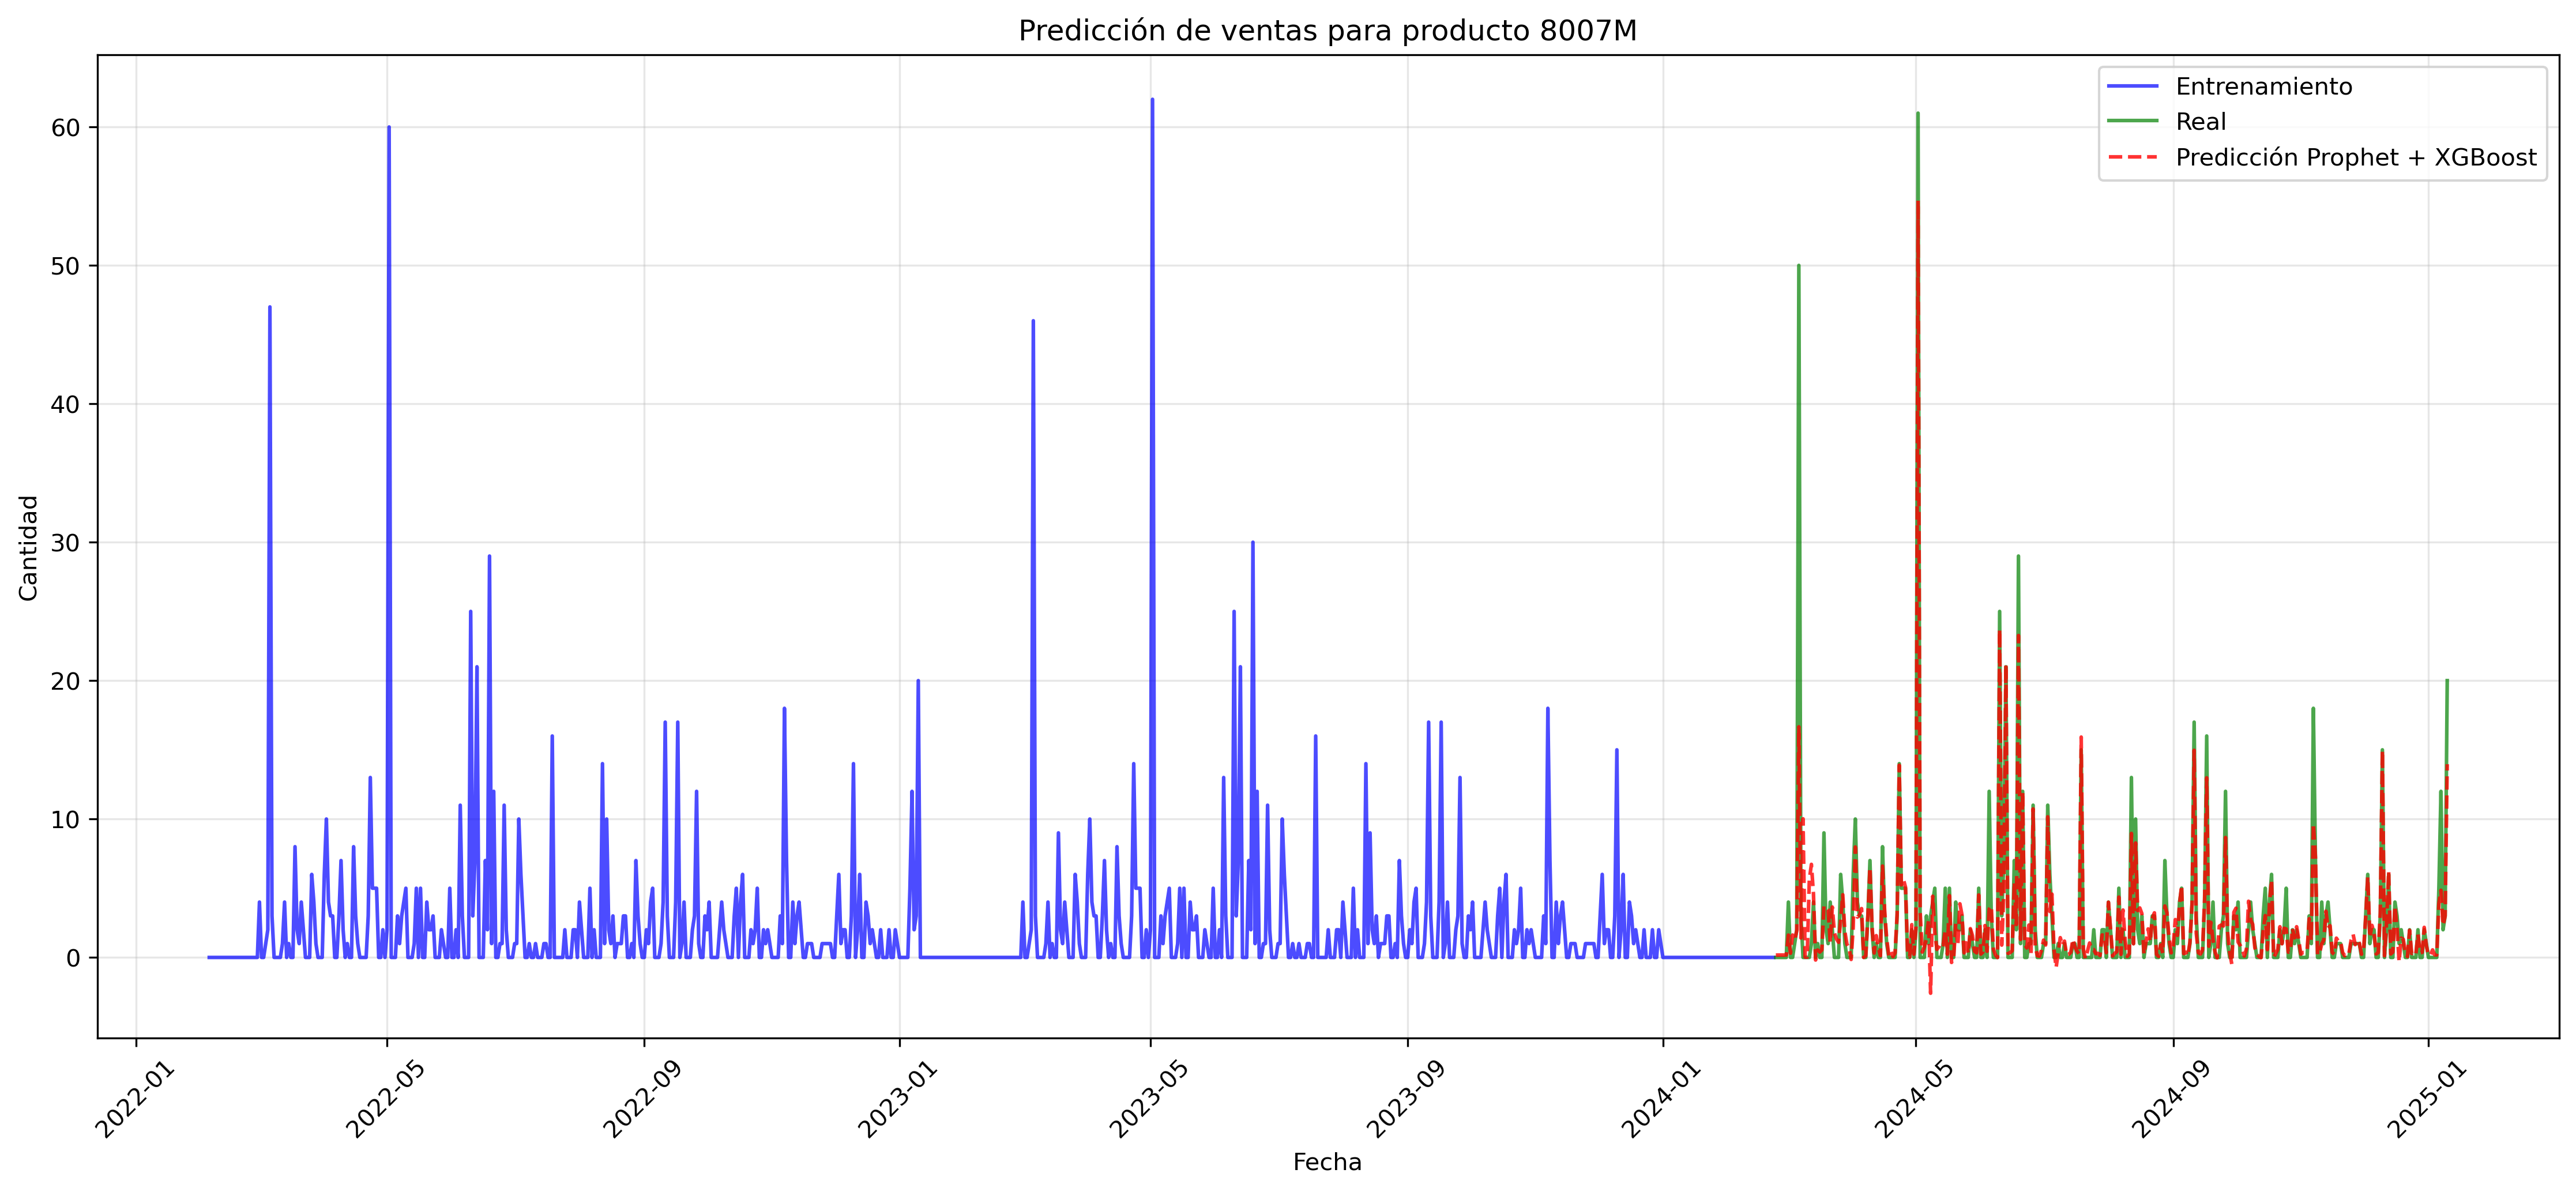 Predicción de ventas para producto 8007M
Entrenamiento
Real
Predicción Prophet + XGBoost
Cantidad
60
50
40
30
20
10
0
2022-01
2022-05
2022-09
2023-01
2023-05
2023-09
2024-01
2024-05
2024-09
2025-01
Fecha